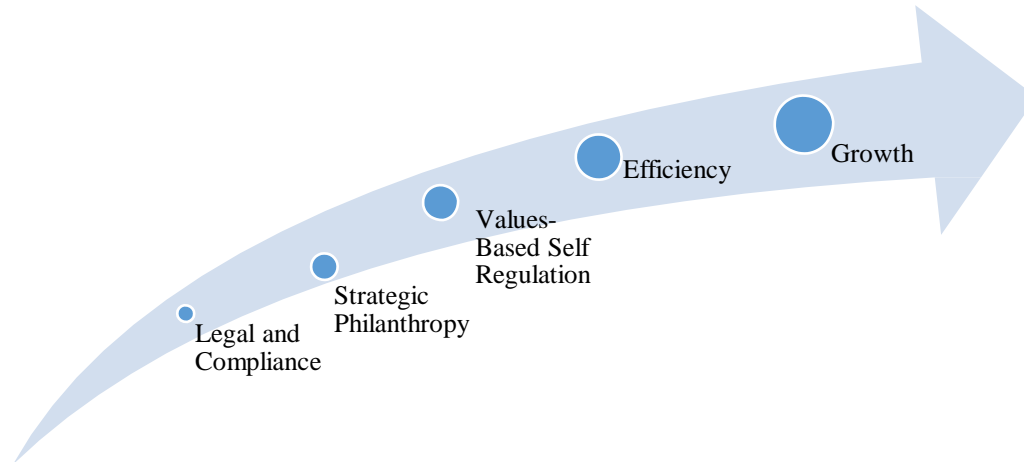 Legal and
Compliance
Strategic
Philanthropy
Values-
Based Self
Regulation
Efficiency
Growth